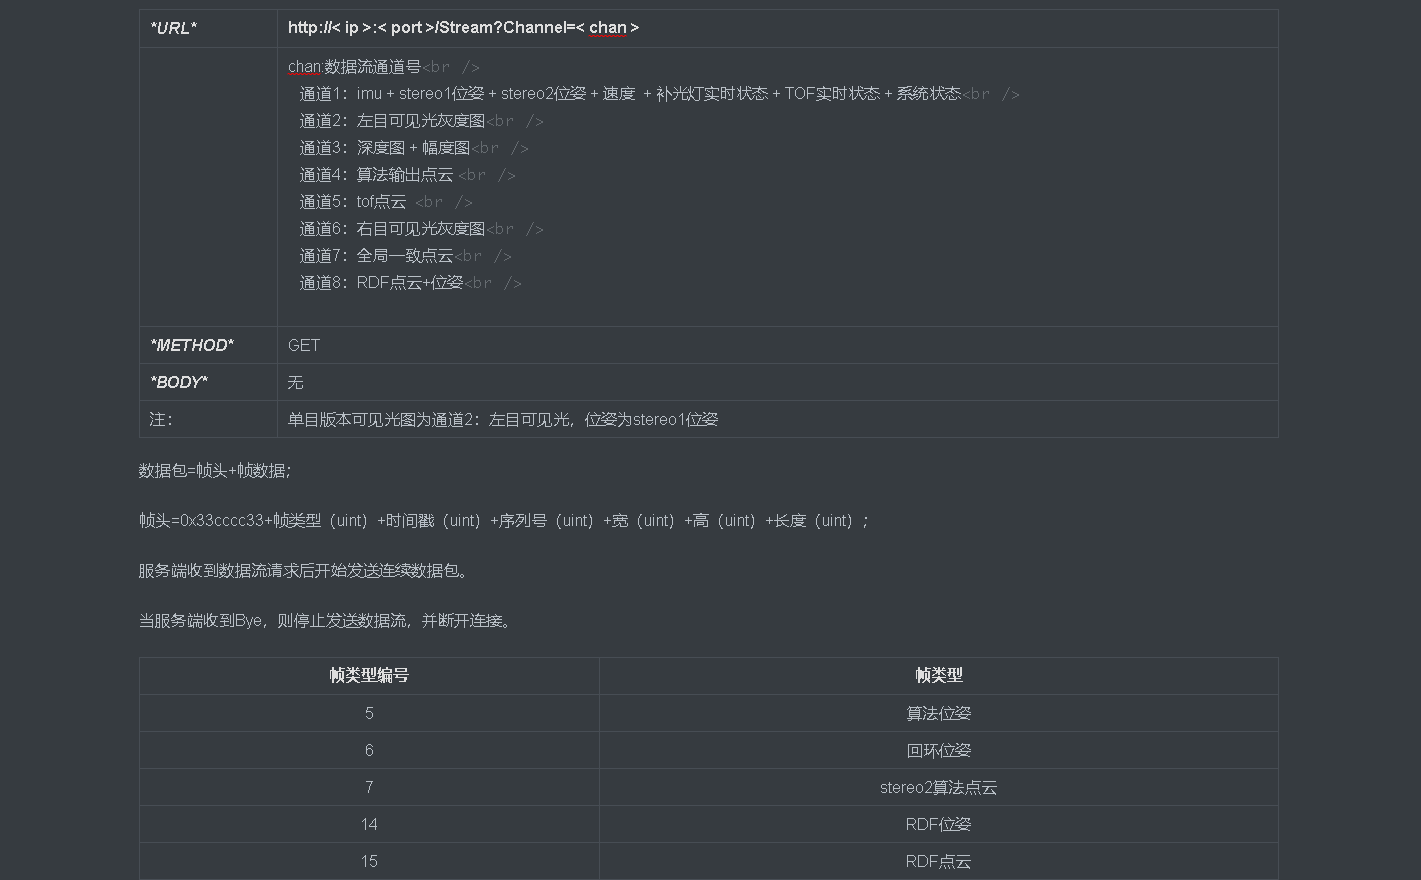 *URL* http://< ip >:< port >/Stream?Channel=< chan >
chan:数据流通道号<br />
通道1：imu + stereo1位姿 + stereo2位姿 + 速度 + 补光灯实时状态 + TOF实时状态 + 系统状态<br />
通道2：左目可见光灰度图<br />
通道3：深度图 + 幅度图<br />
通道4：算法输出点云 <br />
通道5：tof点云 <br />
通道6：右目可见光灰度图<br />
通道7：全局一致点云<br />
通道8：RDF点云+位姿<br />
*METHOD* GET
*BODY* 无
注： 单目版本可见光图为通道2：左目可见光，位姿为stereo1位姿
数据包=帧头+帧数据；
帧头=0x33cccc33+帧类型（uint）+时间戳（uint）+序列号（uint）+宽（uint）+高（uint）+长度（uint）；
服务端收到数据流请求后开始发送连续数据包。
当服务端收到Bye，则停止发送数据流，并断开连接。
帧类型编号 帧类型
5 算法位姿
6 回环位姿
7 stereo2算法点云
14 RDF位姿
15 RDF点云